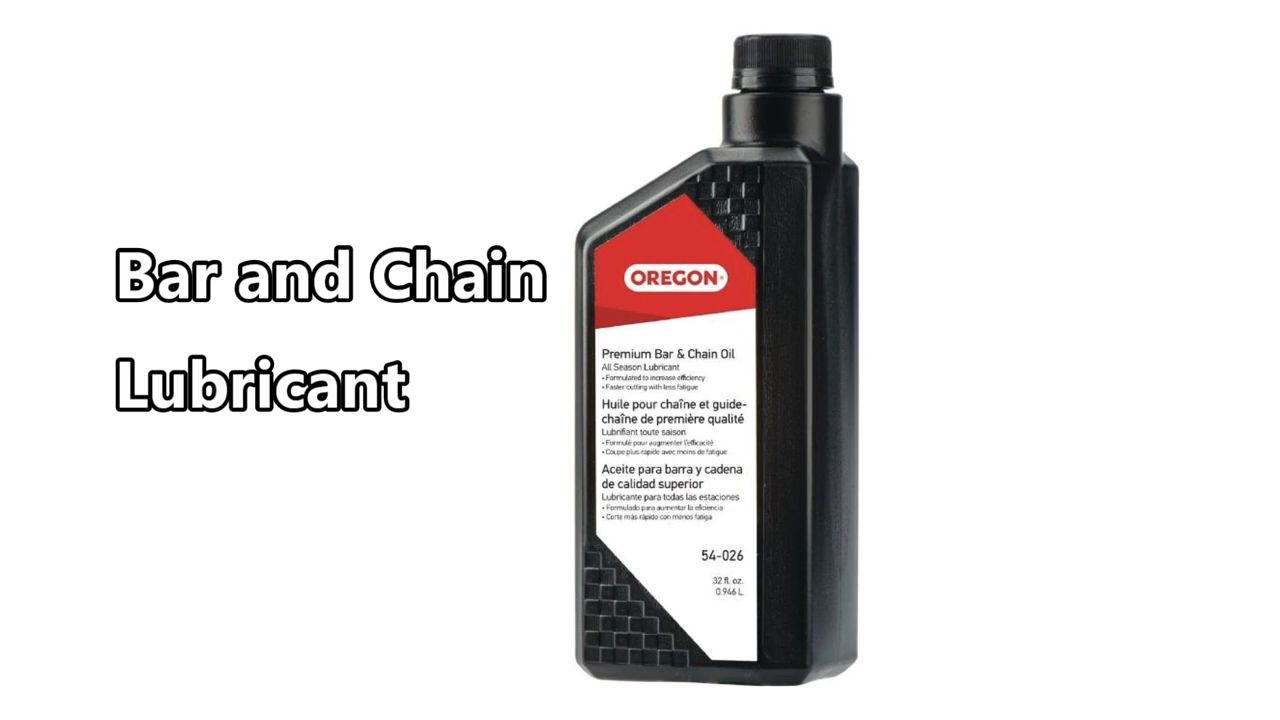 Bar and Chain
Lubricant
OREGON
Premium Bar & Chain Oil
All Season Lubricant
• Formulated to increase efficiency
• Faster cutting with less fatigue
Huile pour chaîne et guide-
chaîne de première qualité
Lubrifiant toute saison
• Formulé pour augmenter l'efficacité
• Coupe plus rapide avec moins de fatigue
Aceite para barra y cadena
de calidad superior
Lubricante para todas las estaciones
• Formulado para aumentar la eficiencia
• Corte más rápido con menos fatiga
54-026
32 fl. oz.
0.946 L